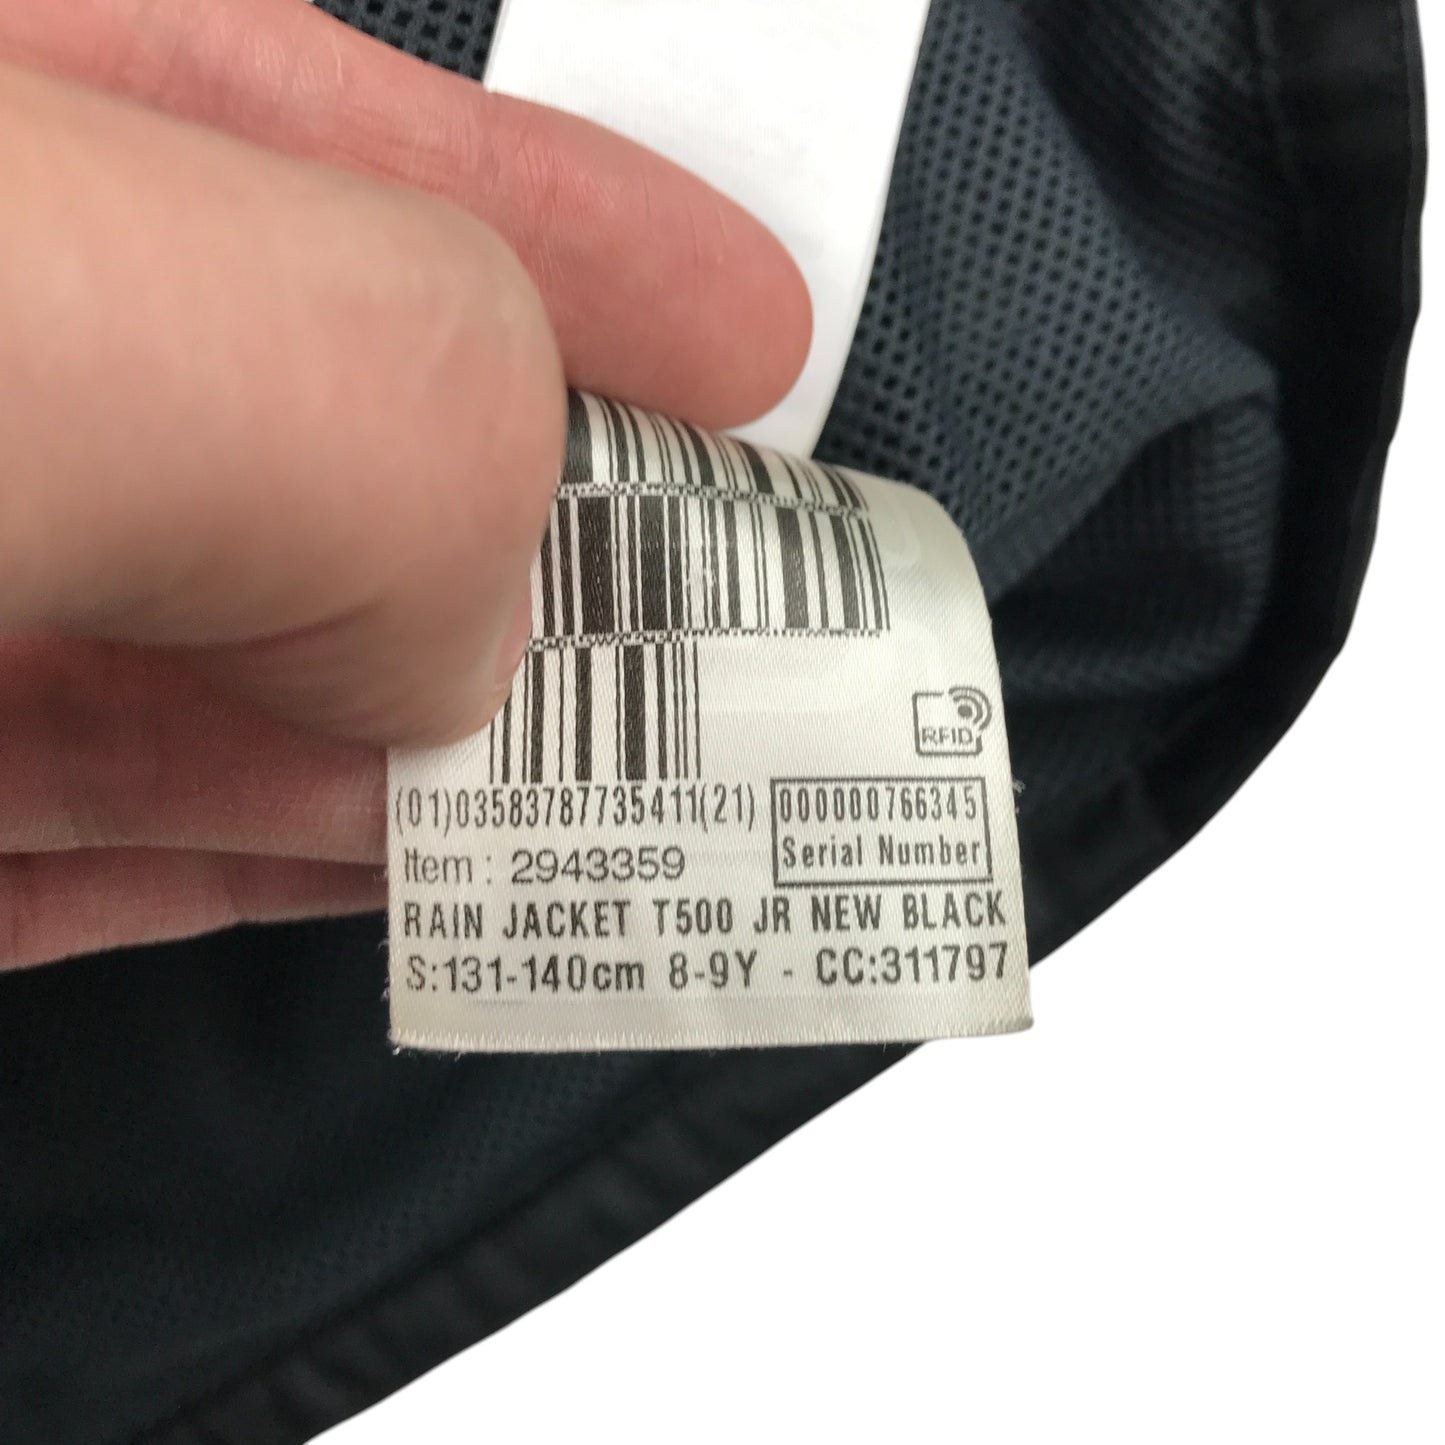 RFID
(01)03583787735411(21) 000000766345
Serial Number
Item : 2943359
RAIN JACKET T500 JR NEW BLACK
S:131-140cm 8-9Y - CC:311797